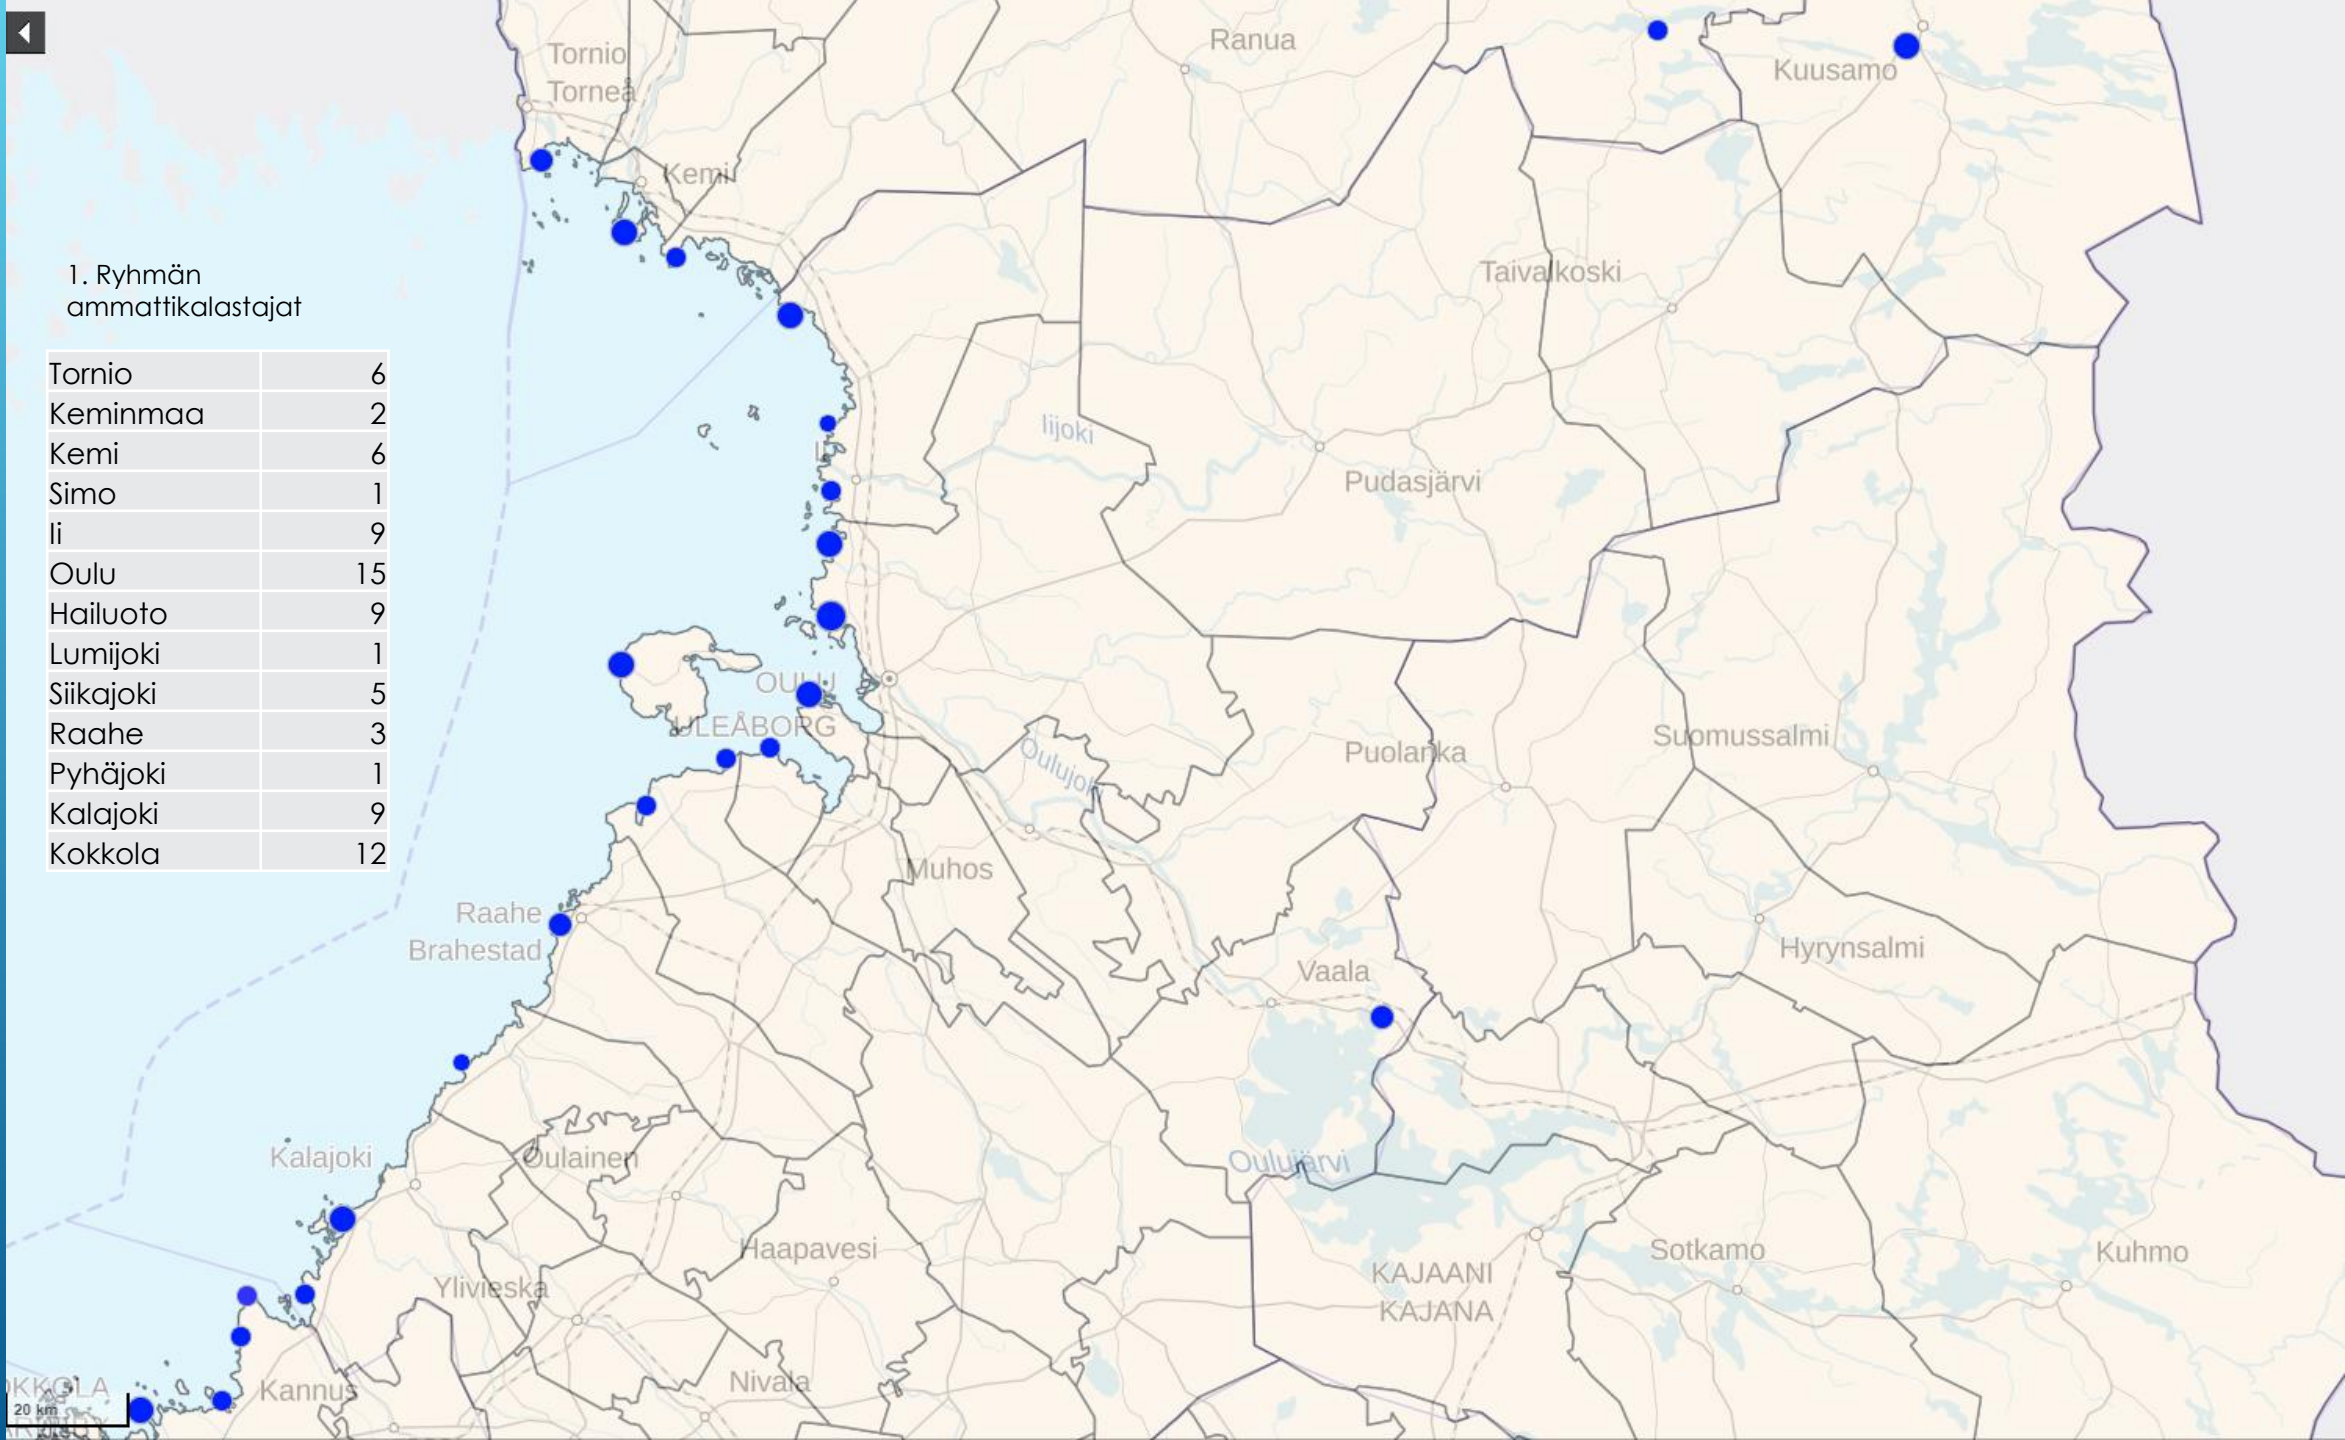 1. Ryhmän
ammattikalastajat
Tornio 6
Keminmaa 2
Kemi 6
Simo 1
Ii 9
Oulu 15
Hailuoto 9
Lumijoki 1
Siikajoki 5
Raahe 3
Pyhäjoki 1
Kalajoki 9
Kokkola 12
Tornio
Torneå
Kemi
Ranua
Kuusamo
Taivalkoski
Iijoki
Pudasjärvi
OULU
ULEÅBORG
Oulujoki
Puolanka
Suomussalmi
Muhos
Raahe
Brahestad
Vaala
Hyrynsalmi
Kalajoki
Oulainen
Oulujärvi
Haapavesi
Ylivieska
KAJAANI
KAJANA
Sotkamo
Kuhmo
Kannus
Nivala
OKKOLA
20 km